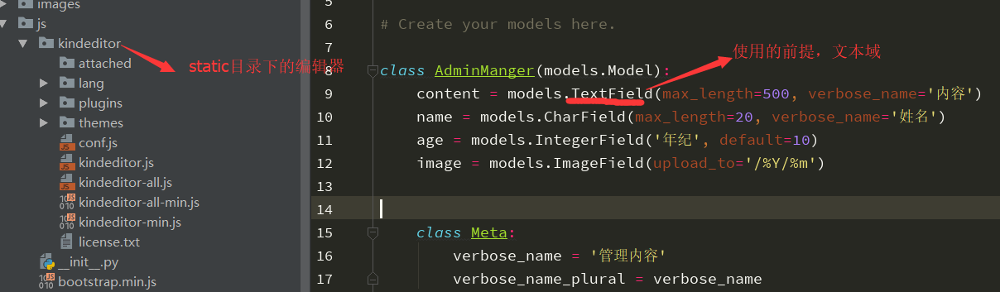 images
js
kindeditor
attached
lang
plugins
themes
conf.js
kindeditor.js
kindeditor-all.js
kindeditor-all-min.js
kindeditor-min.js
license.txt
__init__.py
bootstrap.min.js
static目录下的编辑器
使用的前提，文本域
5
6 # Create your models here.
7
8 class AdminManger(models.Model):
9 content = models.TextField(max_length=500, verbose_name='内容')
10 name = models.CharField(max_length=20, verbose_name='姓名')
11 age = models.IntegerField('年纪', default=10)
12 image = models.ImageField(upload_to='/%Y/%m')
13
14
15 class Meta:
16 verbose_name = '管理内容'
17 verbose_name_plural = verbose_name